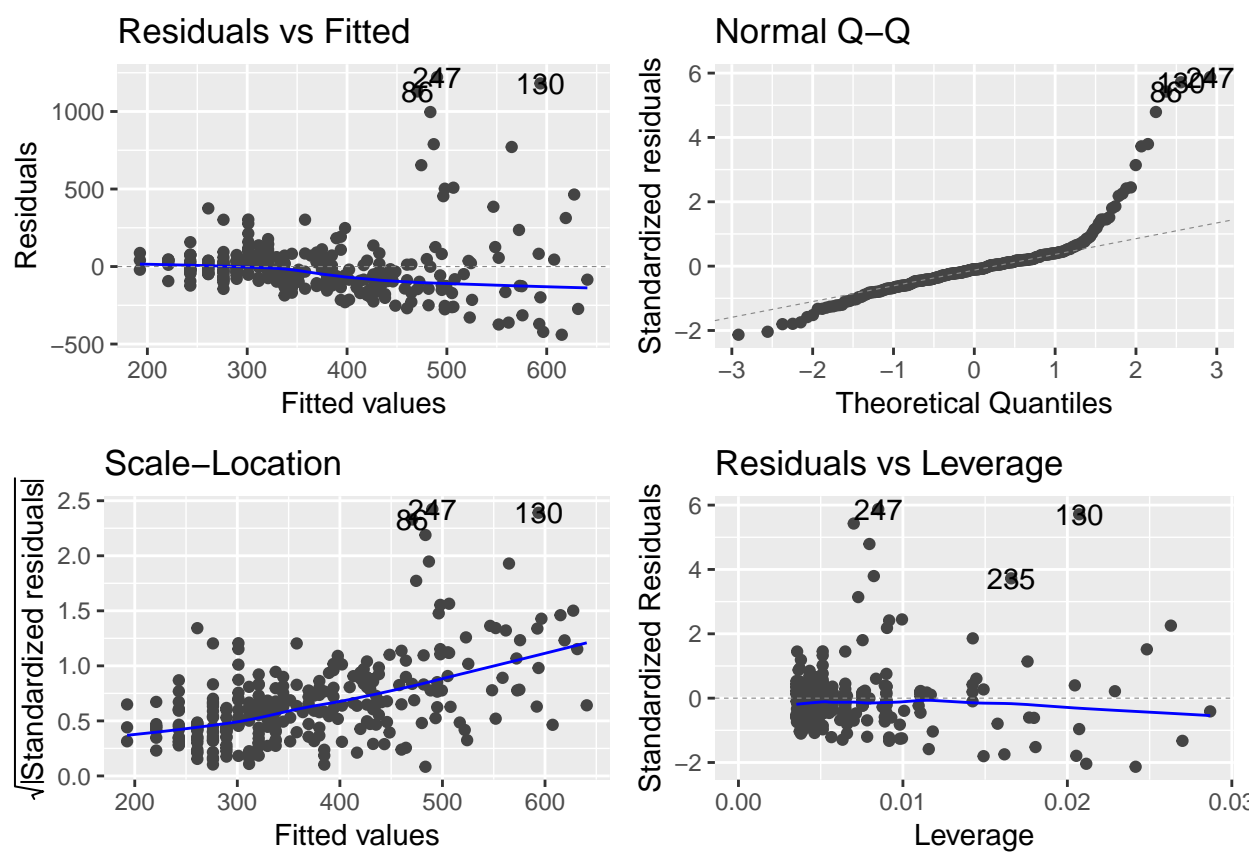 Residuals vs Fitted
Residuals
1000
500
0
−500
200 300 400 500 600
Fitted values
86
247
130
Normal Q−Q
Standardized residuals
6
4
2
0
−2
−3 −2 −1 0 1 2 3
Theoretical Quantiles
86
130
247
Scale−Location
√|Standardized residuals|
2.5
2.0
1.5
1.0
0.5
0.0
200 300 400 500 600
Fitted values
86
247
130
Residuals vs Leverage
Standardized Residuals
6
4
2
0
−2
0.00 0.01 0.02 0.03
Leverage
247
130
235